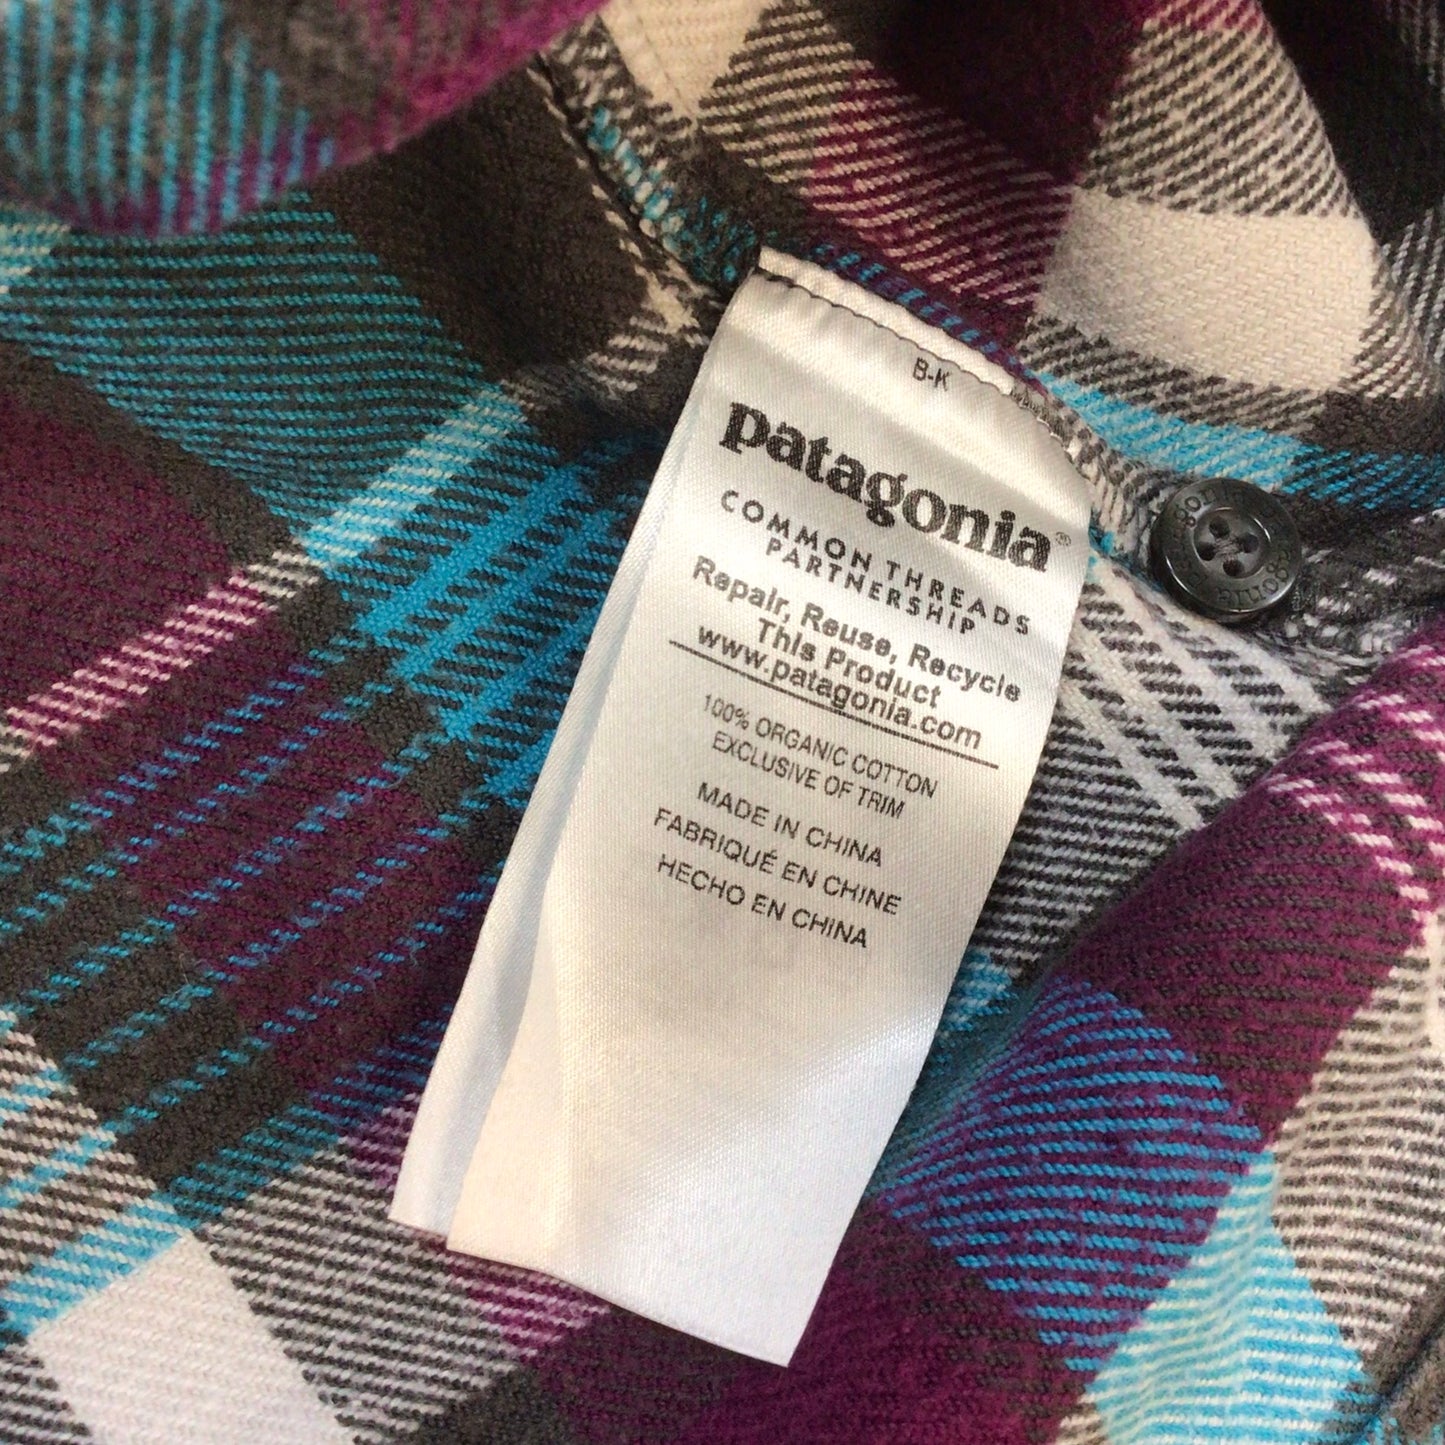 B-K
patagonia®
COMMON THREADS
PARTNERSHIP
Repair, Reuse, Recycle
This Product
www.patagonia.com
100% ORGANIC COTTON
EXCLUSIVE OF TRIM
MADE IN CHINA
FABRIQUÉ EN CHINE
HECHO EN CHINA